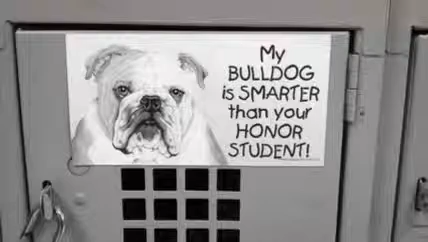 My
BULLDOG
is SMARTER
than your
HONOR
STUDENT!